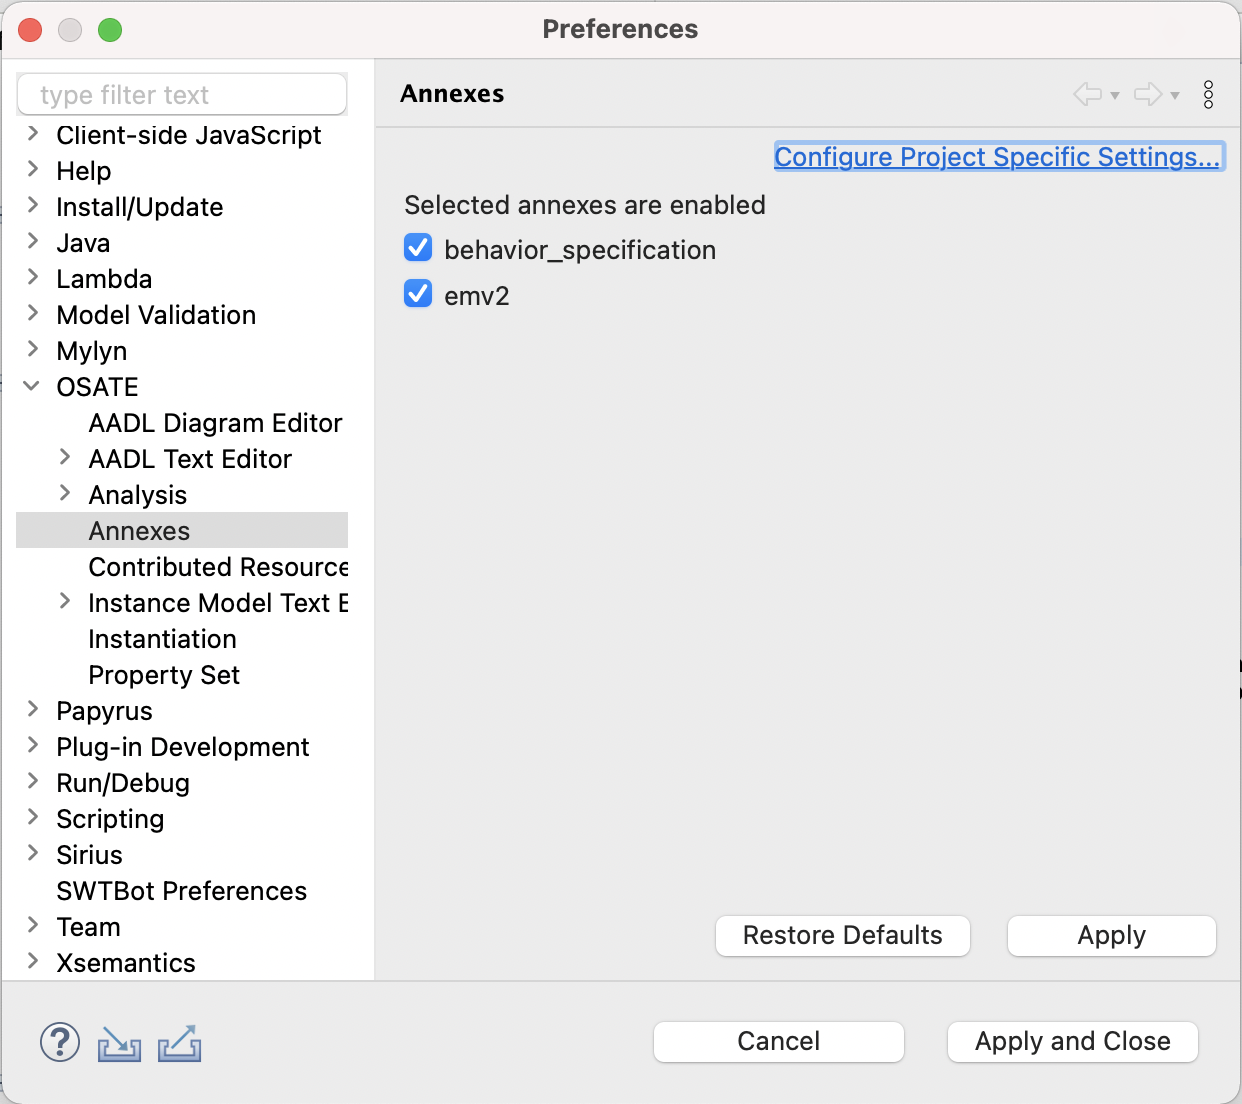 Preferences
type filter text
Client-side JavaScript
Help
Install/Update
Java
Lambda
Model Validation
Mylyn
OSATE
AADL Diagram Editor
AADL Text Editor
Analysis
Annexes
Contributed Resource
Instance Model Text E
Instantiation
Property Set
Papyrus
Plug-in Development
Run/Debug
Scripting
Sirius
SWTBot Preferences
Team
Xsemantics
Annexes
Configure Project Specific Settings...
Selected annexes are enabled
behavior_specification
emv2
Restore Defaults
Apply
?
Cancel
Apply and Close